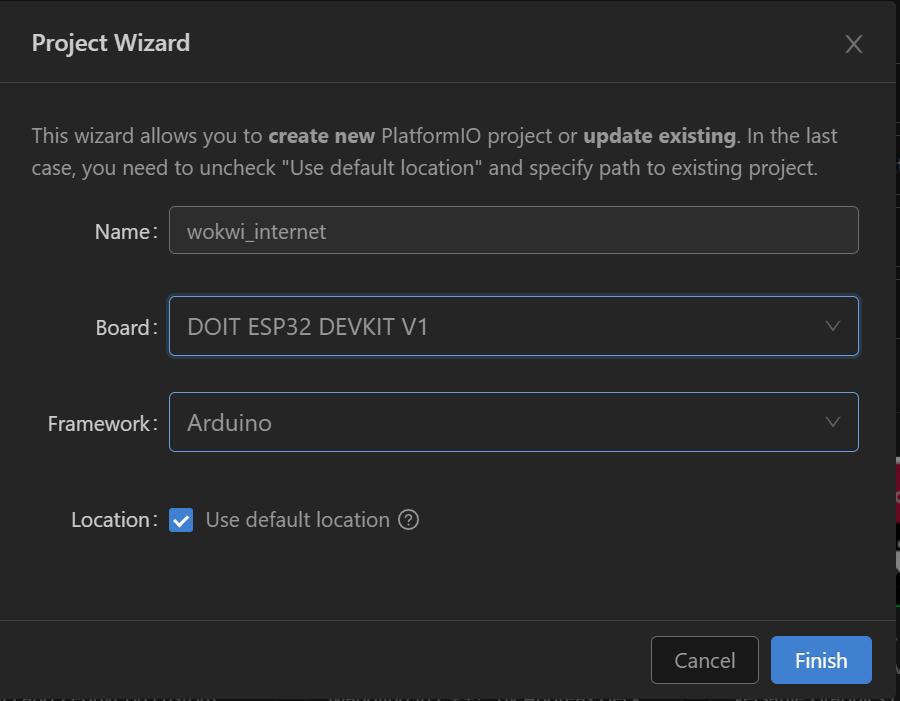 Project Wizard
This wizard allows you to create new PlatformIO project or update existing. In the last
case, you need to uncheck "Use default location" and specify path to existing project.
Name:
wokwi_internet
Board:
DOIT ESP32 DEVKIT V1
Framework:
Arduino
Location:
Use default location
Cancel
Finish